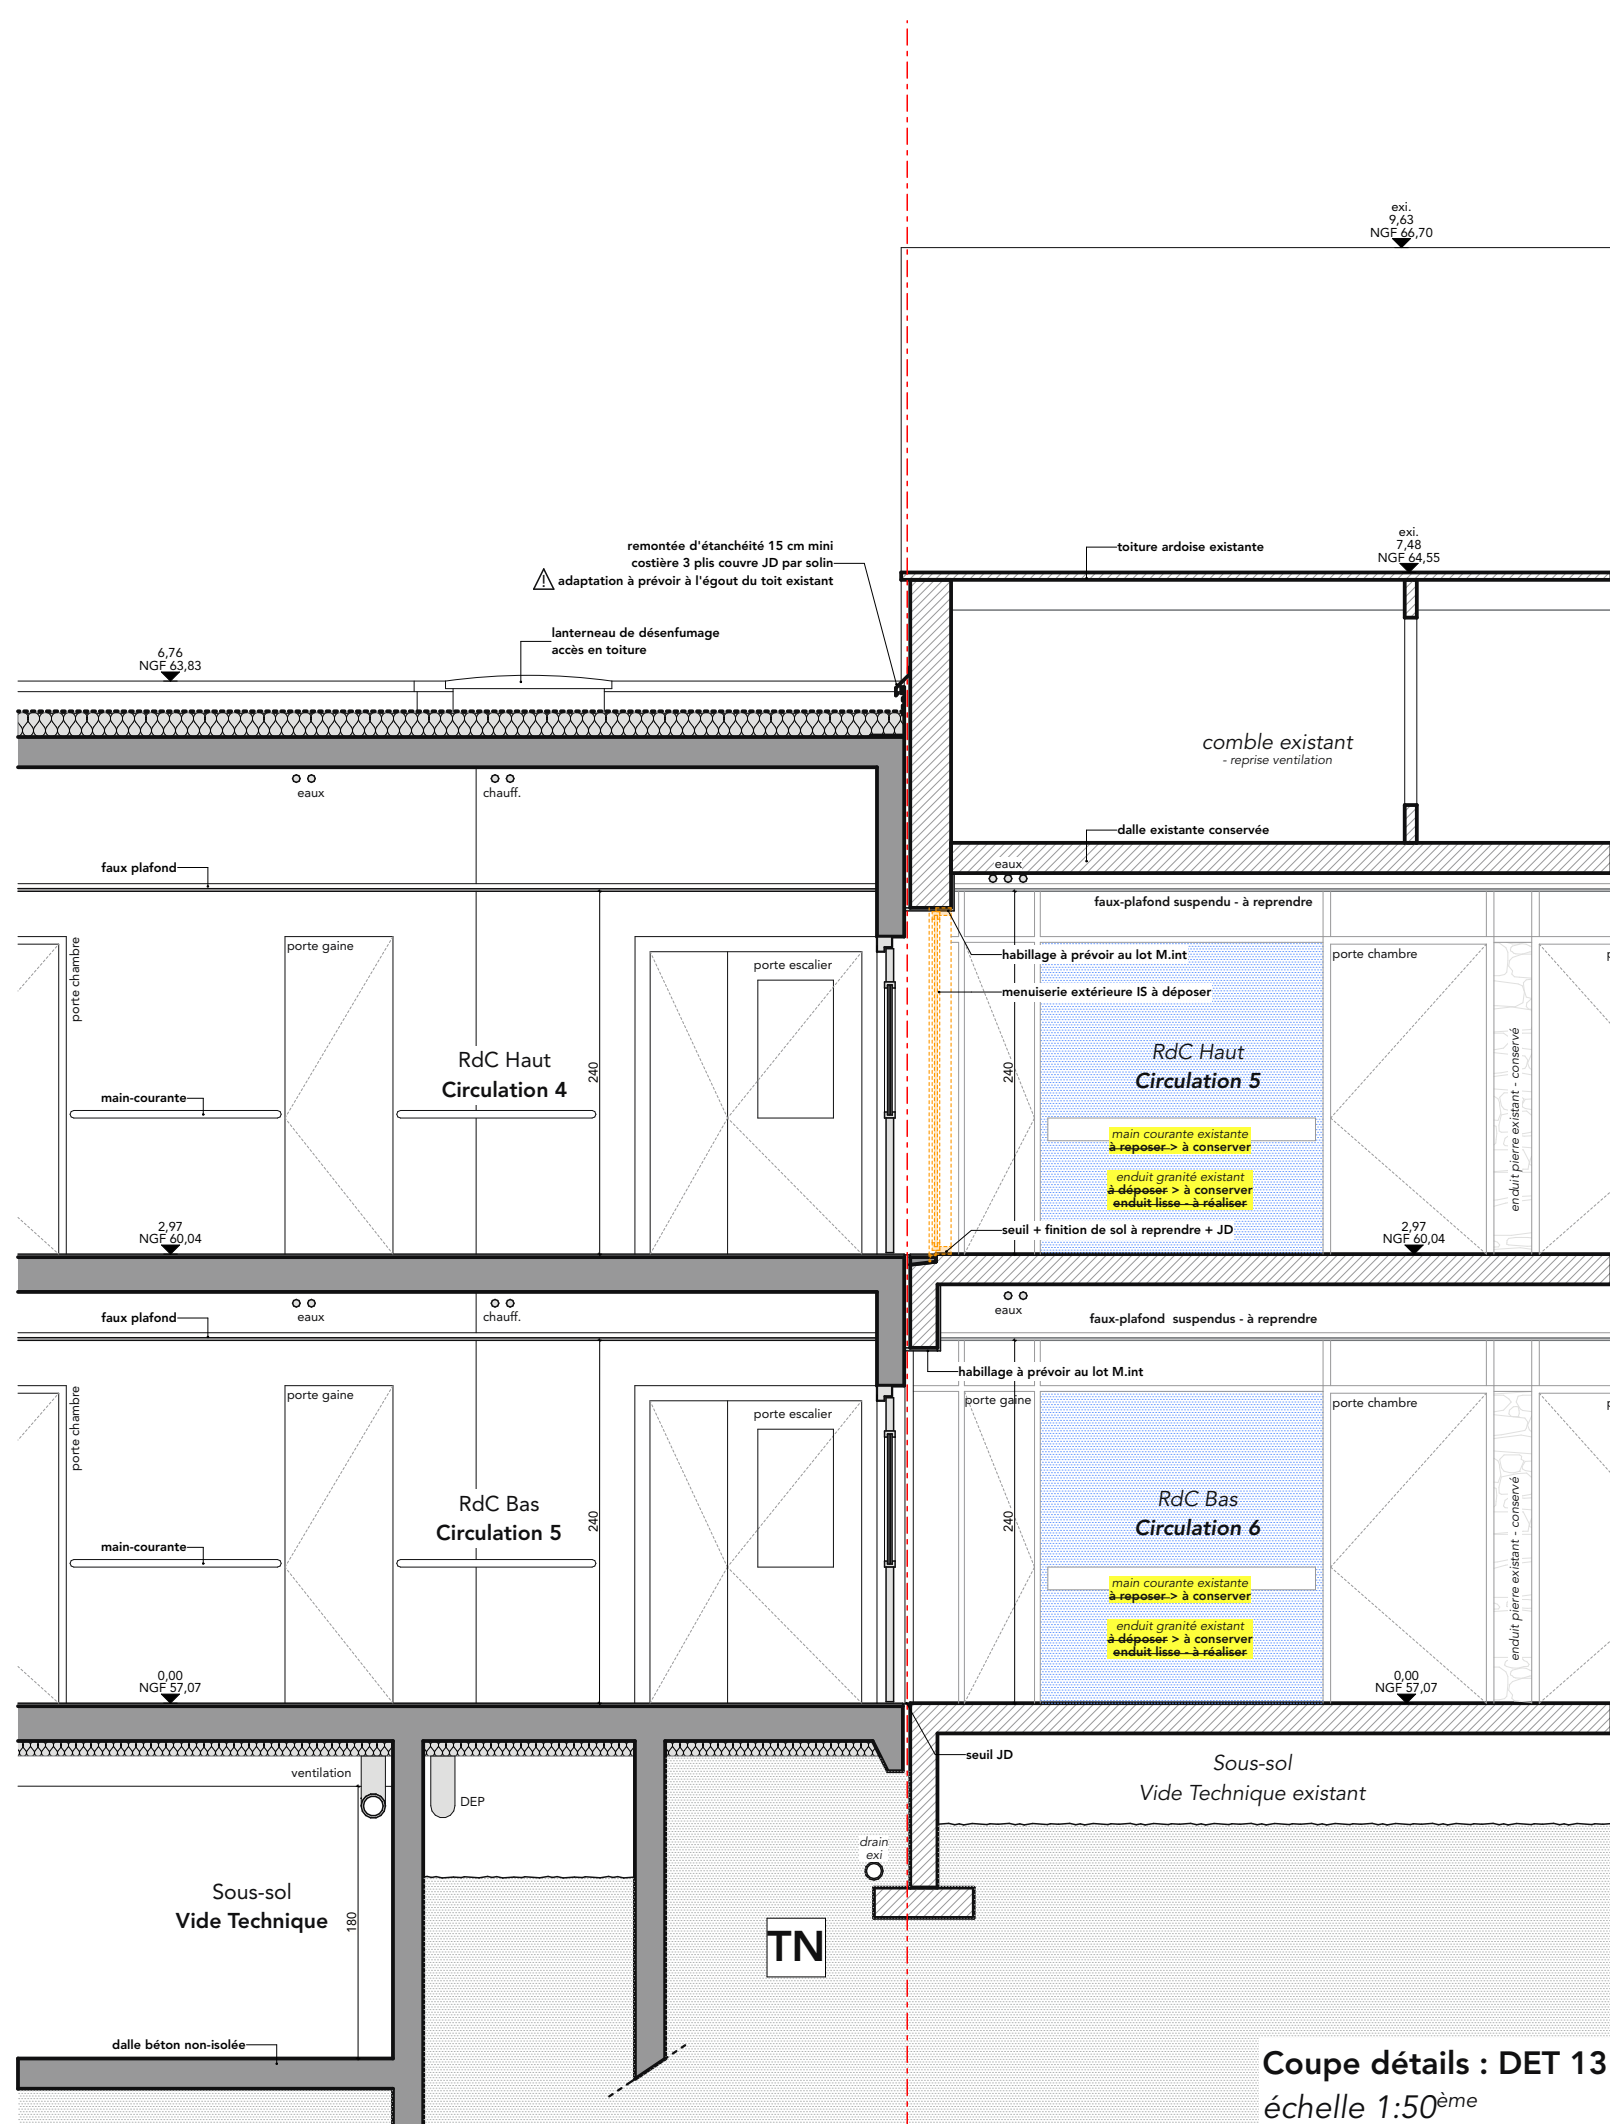 exi.
9,63
NGF 66,70
remontée d'étanchéité 15 cm mini
costière 3 plis couvre JD par solin
adaptation à prévoir à l'égout du toit existant
toiture ardoise existante
exi.
7,48
NGF 64,55
lanterneau de désenfumage
accès en toiture
6,76
NGF 63,83
comble existant
- reprise ventilation
eaux
chauff.
dalle existante conservée
faux plafond
eaux
faux-plafond suspendu - à reprendre
porte chambre
porte gaine
porte escalier
habillage à prévoir au lot M.int
porte chambre
p
menuiserie extérieure IS à déposer
RdC Haut
Circulation 4
240
240
RdC Haut
Circulation 5
enduit pierre existant - conservé
main-courante
main courante existante
à reposer > à conserver
enduit granité existant
à déposer > à conserver
enduit lisse - à réaliser
2,97
NGF 60,04
seuil + finition de sol à reprendre + JD
2,97
NGF 60,04
eaux
chauff.
eaux
faux plafond
faux-plafond suspendus - à reprendre
habillage à prévoir au lot M.int
porte chambre
porte gaine
porte escalier
porte gaine
porte chambre
p
RdC Bas
Circulation 5
240
240
RdC Bas
Circulation 6
enduit pierre existant - conservé
main-courante
main courante existante
à reposer > à conserver
enduit granité existant
à déposer > à conserver
enduit lisse - à réaliser
0,00
NGF 57,07
0,00
NGF 57,07
seuil JD
ventilation
DEP
Sous-sol
Vide Technique existant
drain
exi
Sous-sol
Vide Technique
180
TN
dalle béton non-isolée
Coupe détails : DET 13
échelle 1:50ème